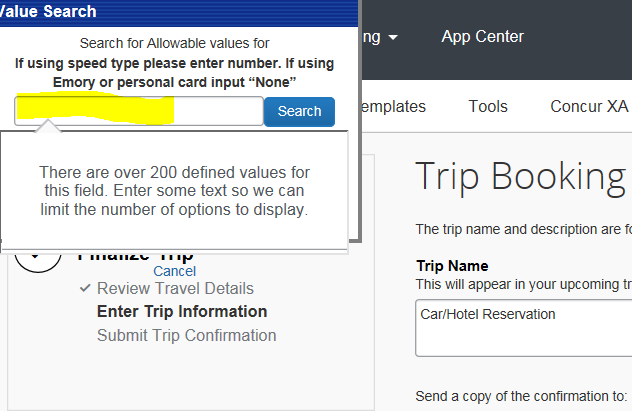 Value Search
Search for Allowable values for
If using speed type please enter number. If using
Emory or personal card input “None”
Search
There are over 200 defined values for
this field. Enter some text so we can
limit the number of options to display.
Cancel
Review Travel Details
Enter Trip Information
Submit Trip Confirmation
ng
App Center
emplates
Tools
Concur XA
Trip Booking
The trip name and description are fo
Trip Name
This will appear in your upcoming tr
Car/Hotel Reservation
Send a copy of the confirmation to: